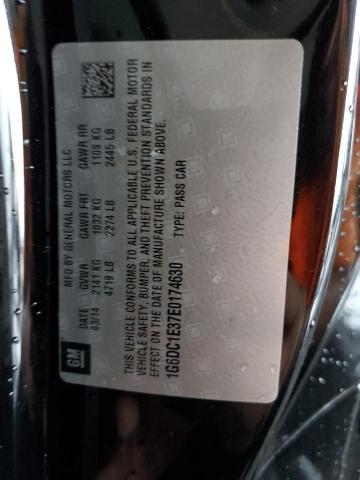 GM
MFD BY GENERAL MOTORS LLC
DATE GVWR GAWR FRT GAWR RR
03/14 2141 KG 1032 KG 1109 KG
4719 LB 2274 LB 2445 LB
THIS VEHICLE CONFORMS TO ALL APPLICABLE U.S. FEDERAL MOTOR
VEHICLE SAFETY, BUMPER, AND THEFT PREVENTION STANDARDS IN
EFFECT ON THE DATE OF MANUFACTURE SHOWN ABOVE.
1G6DC1E37E0174630 TYPE: PASS CAR